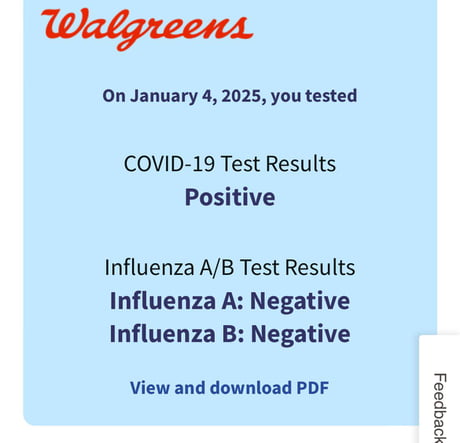 Walgreens
On January 4, 2025, you tested
COVID-19 Test Results
Positive
Influenza A/B Test Results
Influenza A: Negative
Influenza B: Negative
View and download PDF
Feedback